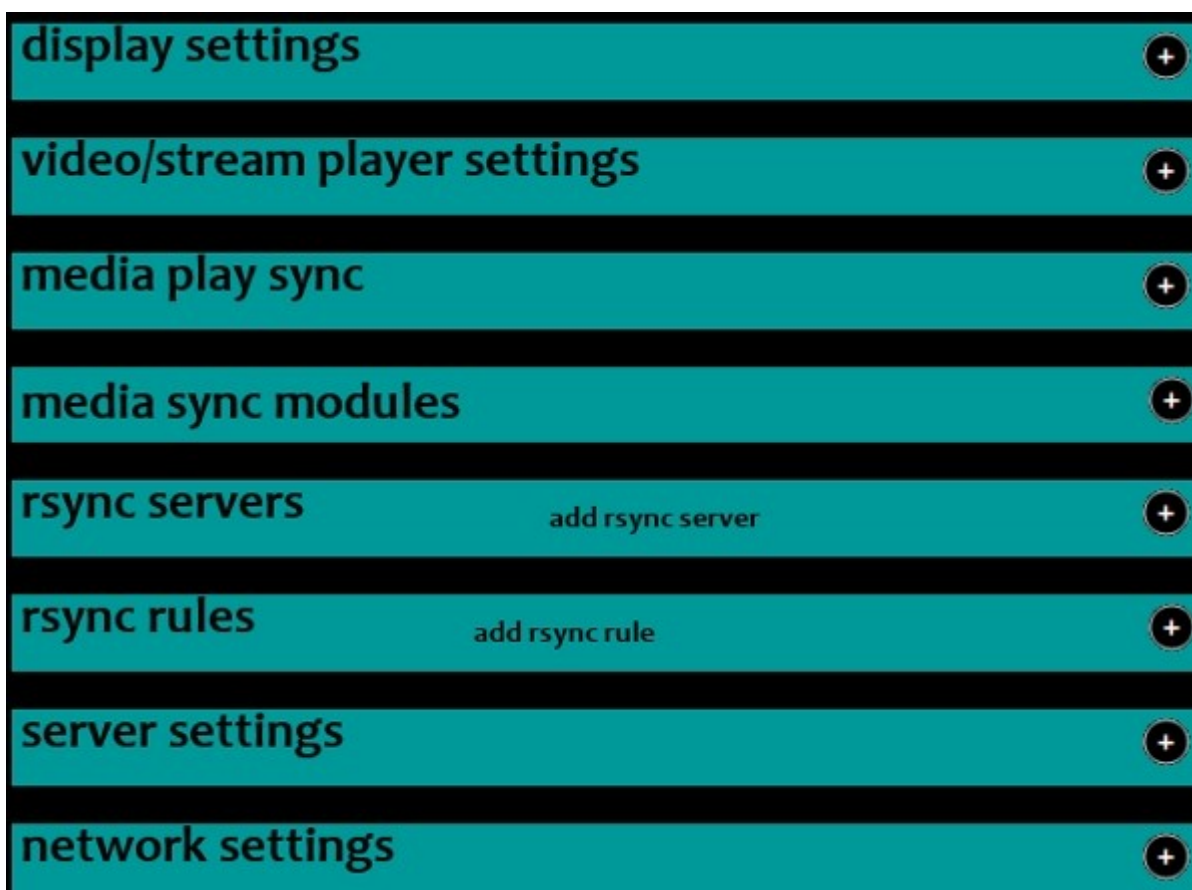 display settings
+
video/stream player settings
+
media play sync
+
media sync modules
+
rsync servers add rsync server
+
rsync rules add rsync rule
+
server settings
+
network settings
+